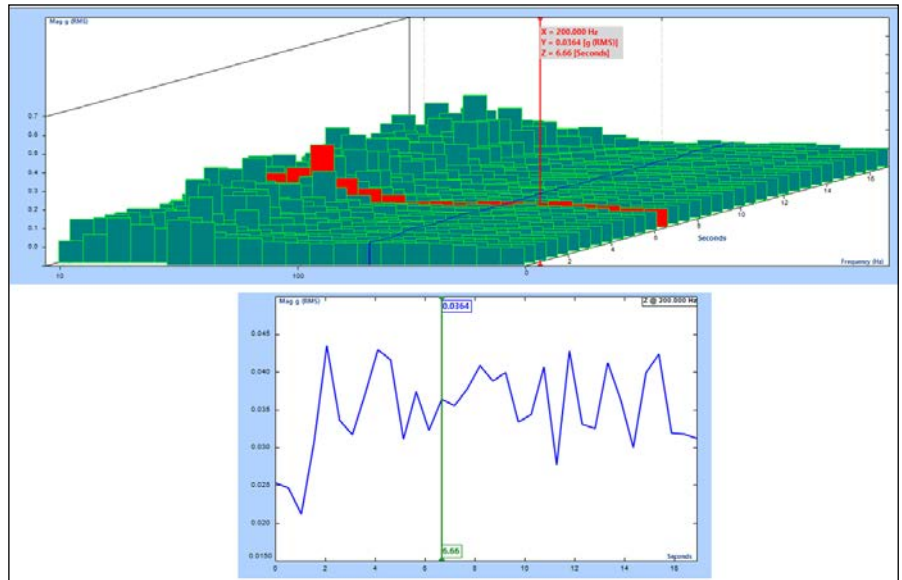 Mag g (RMS)
X = 200.000 Hz
Y = 0.0364 [g (RMS)]
Z = 6.66 [Seconds]
0.7
0.6
0.5
0.4
0.3
0.2
0.1
0.0
10
100
0
2
4
6
8
10
12
14
16
Seconds
Frequency (Hz)
Mag g (RMS)
0.0364
Z @ 200.000 Hz
0.045
0.040
0.035
0.030
0.025
0.020
0.0150
6.66
Seconds
0 2 4 6 8 10 12 14 16